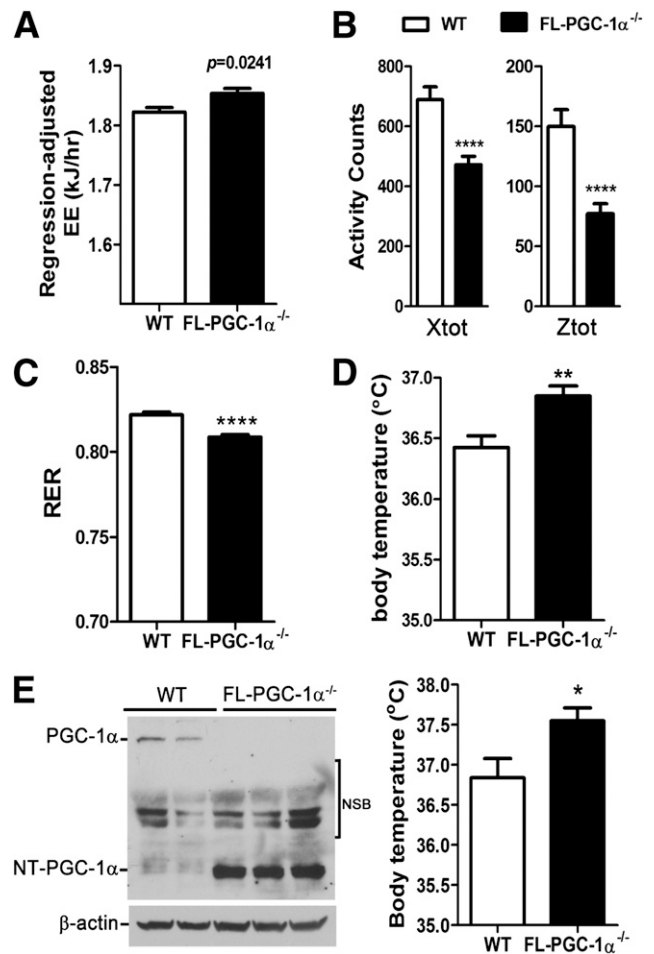 A
Regression-adjusted
EE (kJ/hr)
1.9
1.8
1.7
1.6
p=0.0241
WT FL-PGC-1α-/-
B
WT FL-PGC-1α-/-
Activity Counts
800
600
400
200
0
****
Xtot
200
150
100
50
0
****
Ztot
C
RER
0.85
0.80
0.75
0.70
****
WT FL-PGC-1α-/-
D
body temperature (°C)
37.0
36.5
36.0
35.5
35.0
**
WT FL-PGC-1α-/-
E
WT FL-PGC-1α-/-
PGC-1α
NSB
NT-PGC-1α
β-actin
Body temperature (°C)
38.0
37.5
37.0
36.5
36.0
35.5
35.0
*
WT FL-PGC-1α-/-